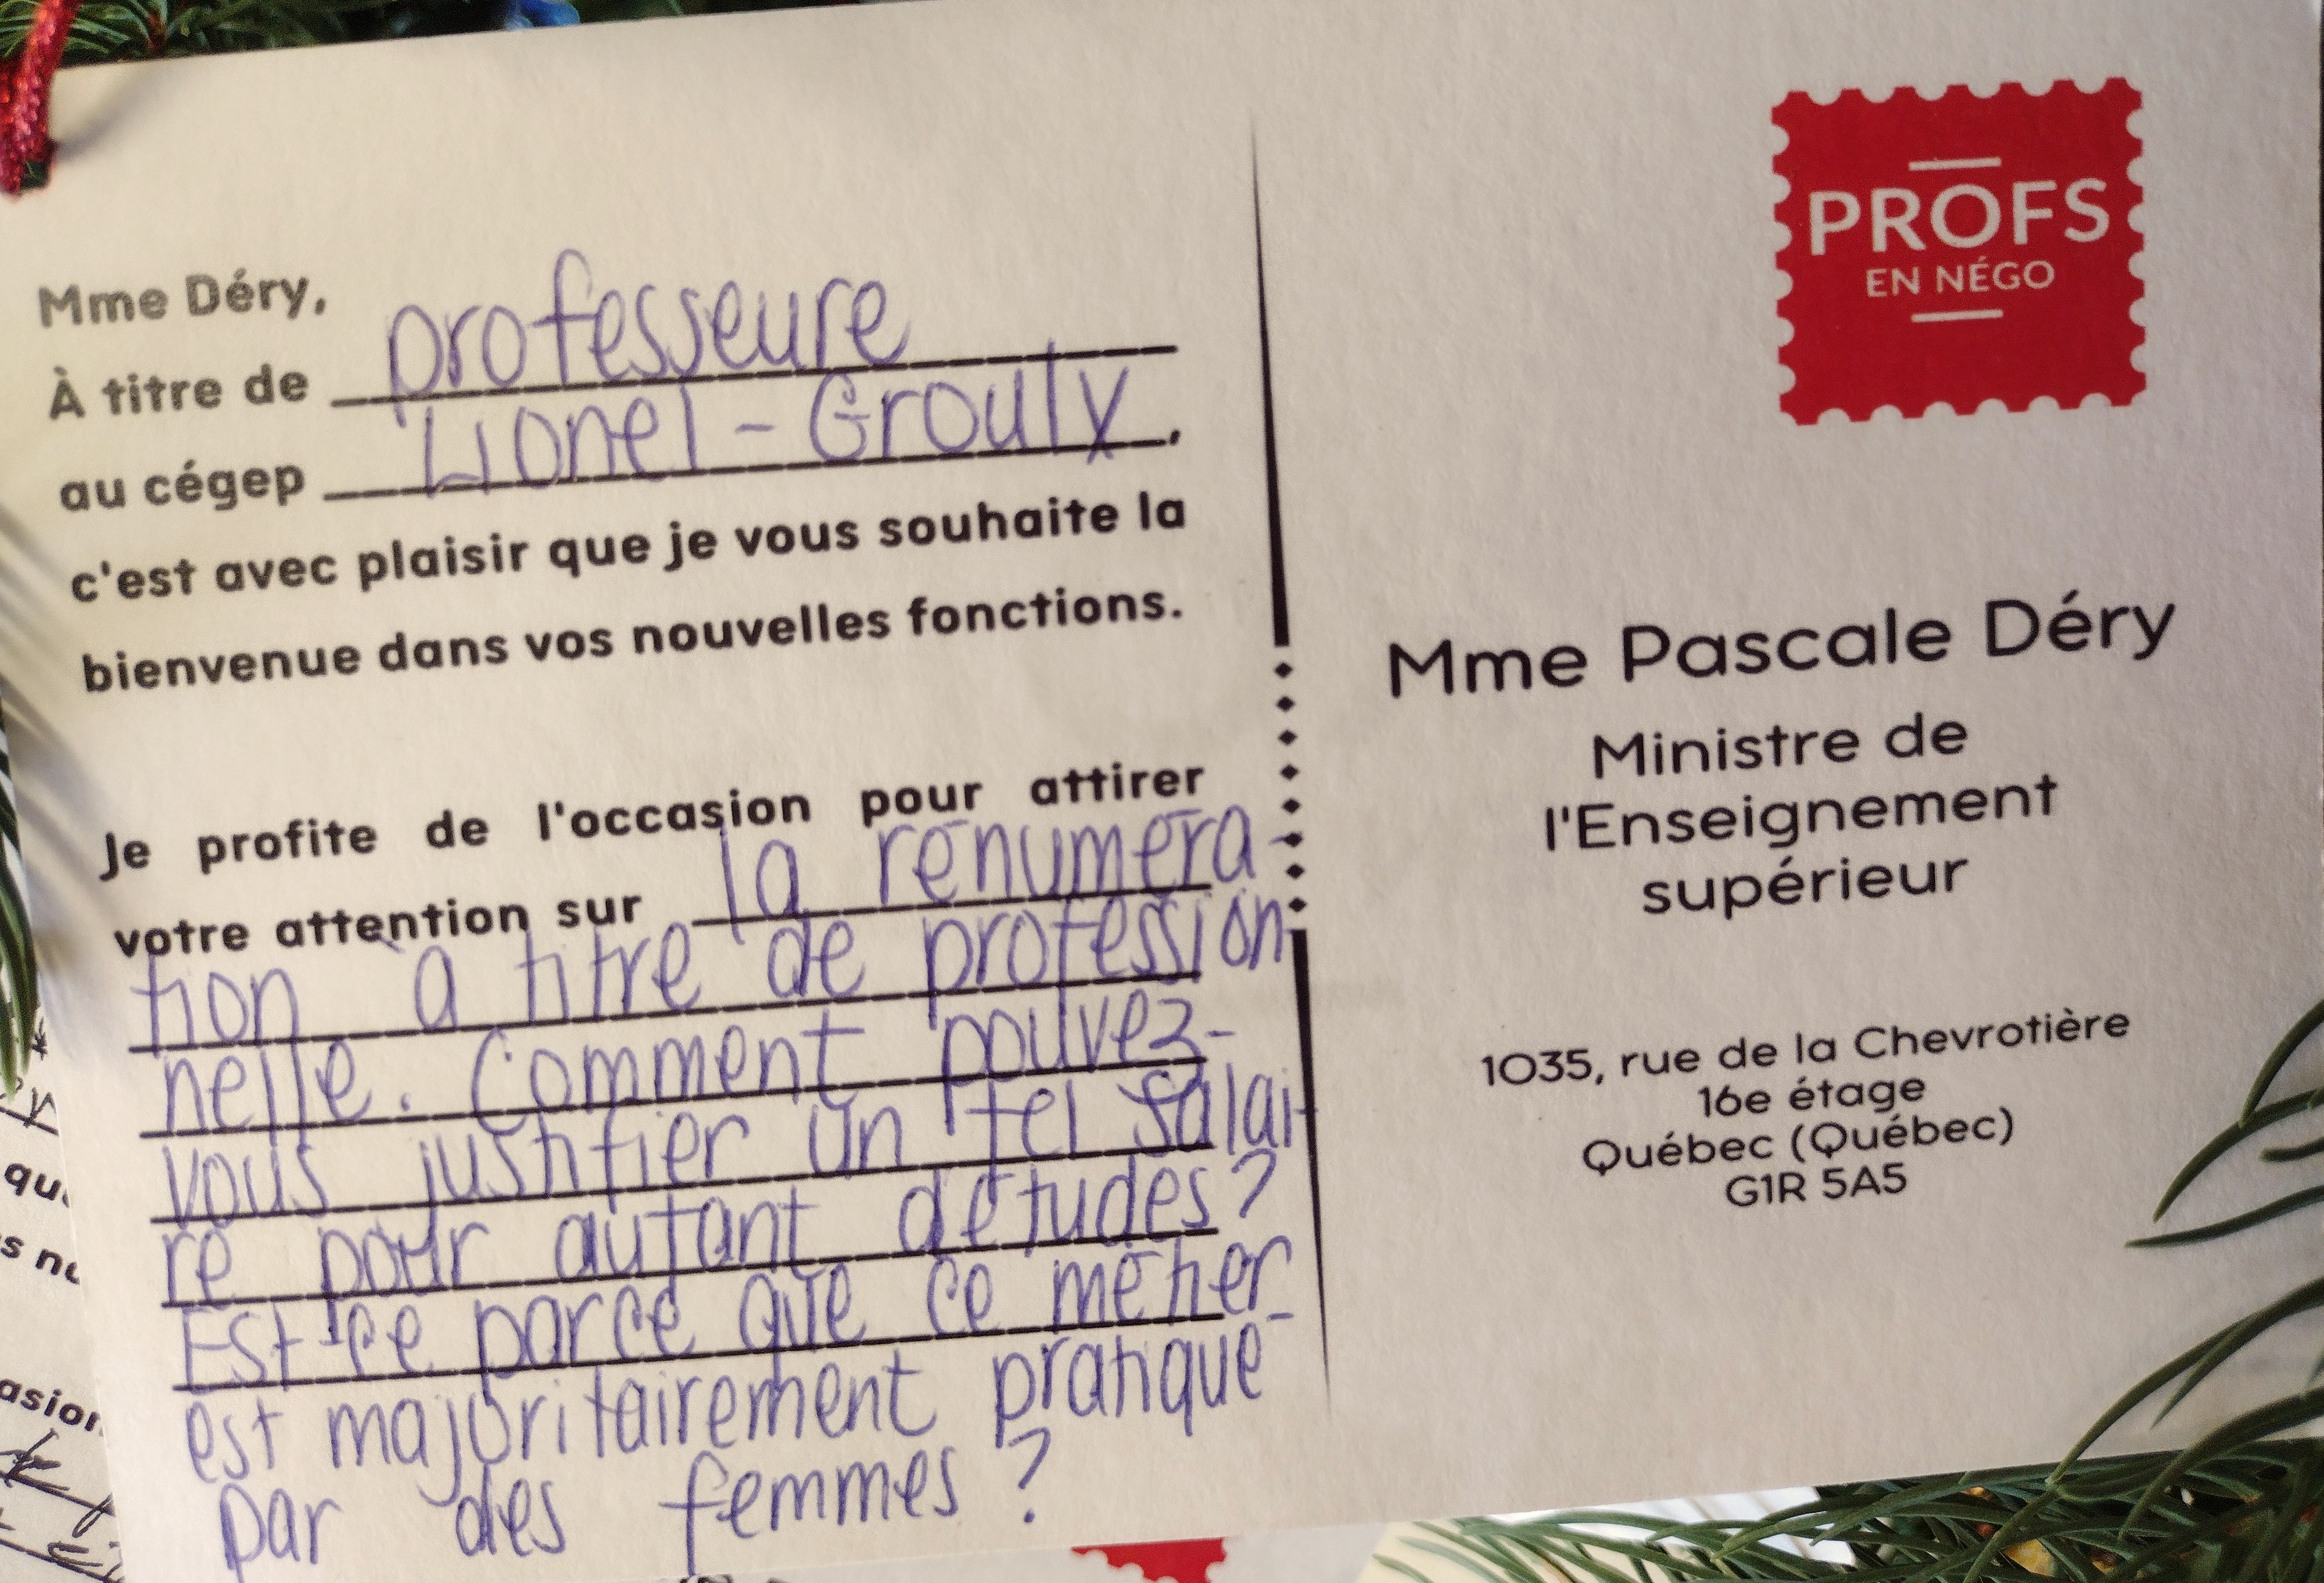 Mme Déry,
À titre de professeure
au cégep Lionel-Groulx,
c'est avec plaisir que je vous souhaite la
bienvenue dans vos nouvelles fonctions.
Je profite de l'occasion pour attirer
votre attention sur la rénuméra-
tion à titre de profession-
nelle. Comment pouvez-
vous justifier un tel salai-
re pour autant d'études?
Est-ce parce que ce métier
est majoritairement pratiqué
par des femmes?
PROFS
EN NÉGO
Mme Pascale Déry
Ministre de
l'Enseignement
supérieur
1035, rue de la Chevrotière
16e étage
Québec (Québec)
G1R 5A5